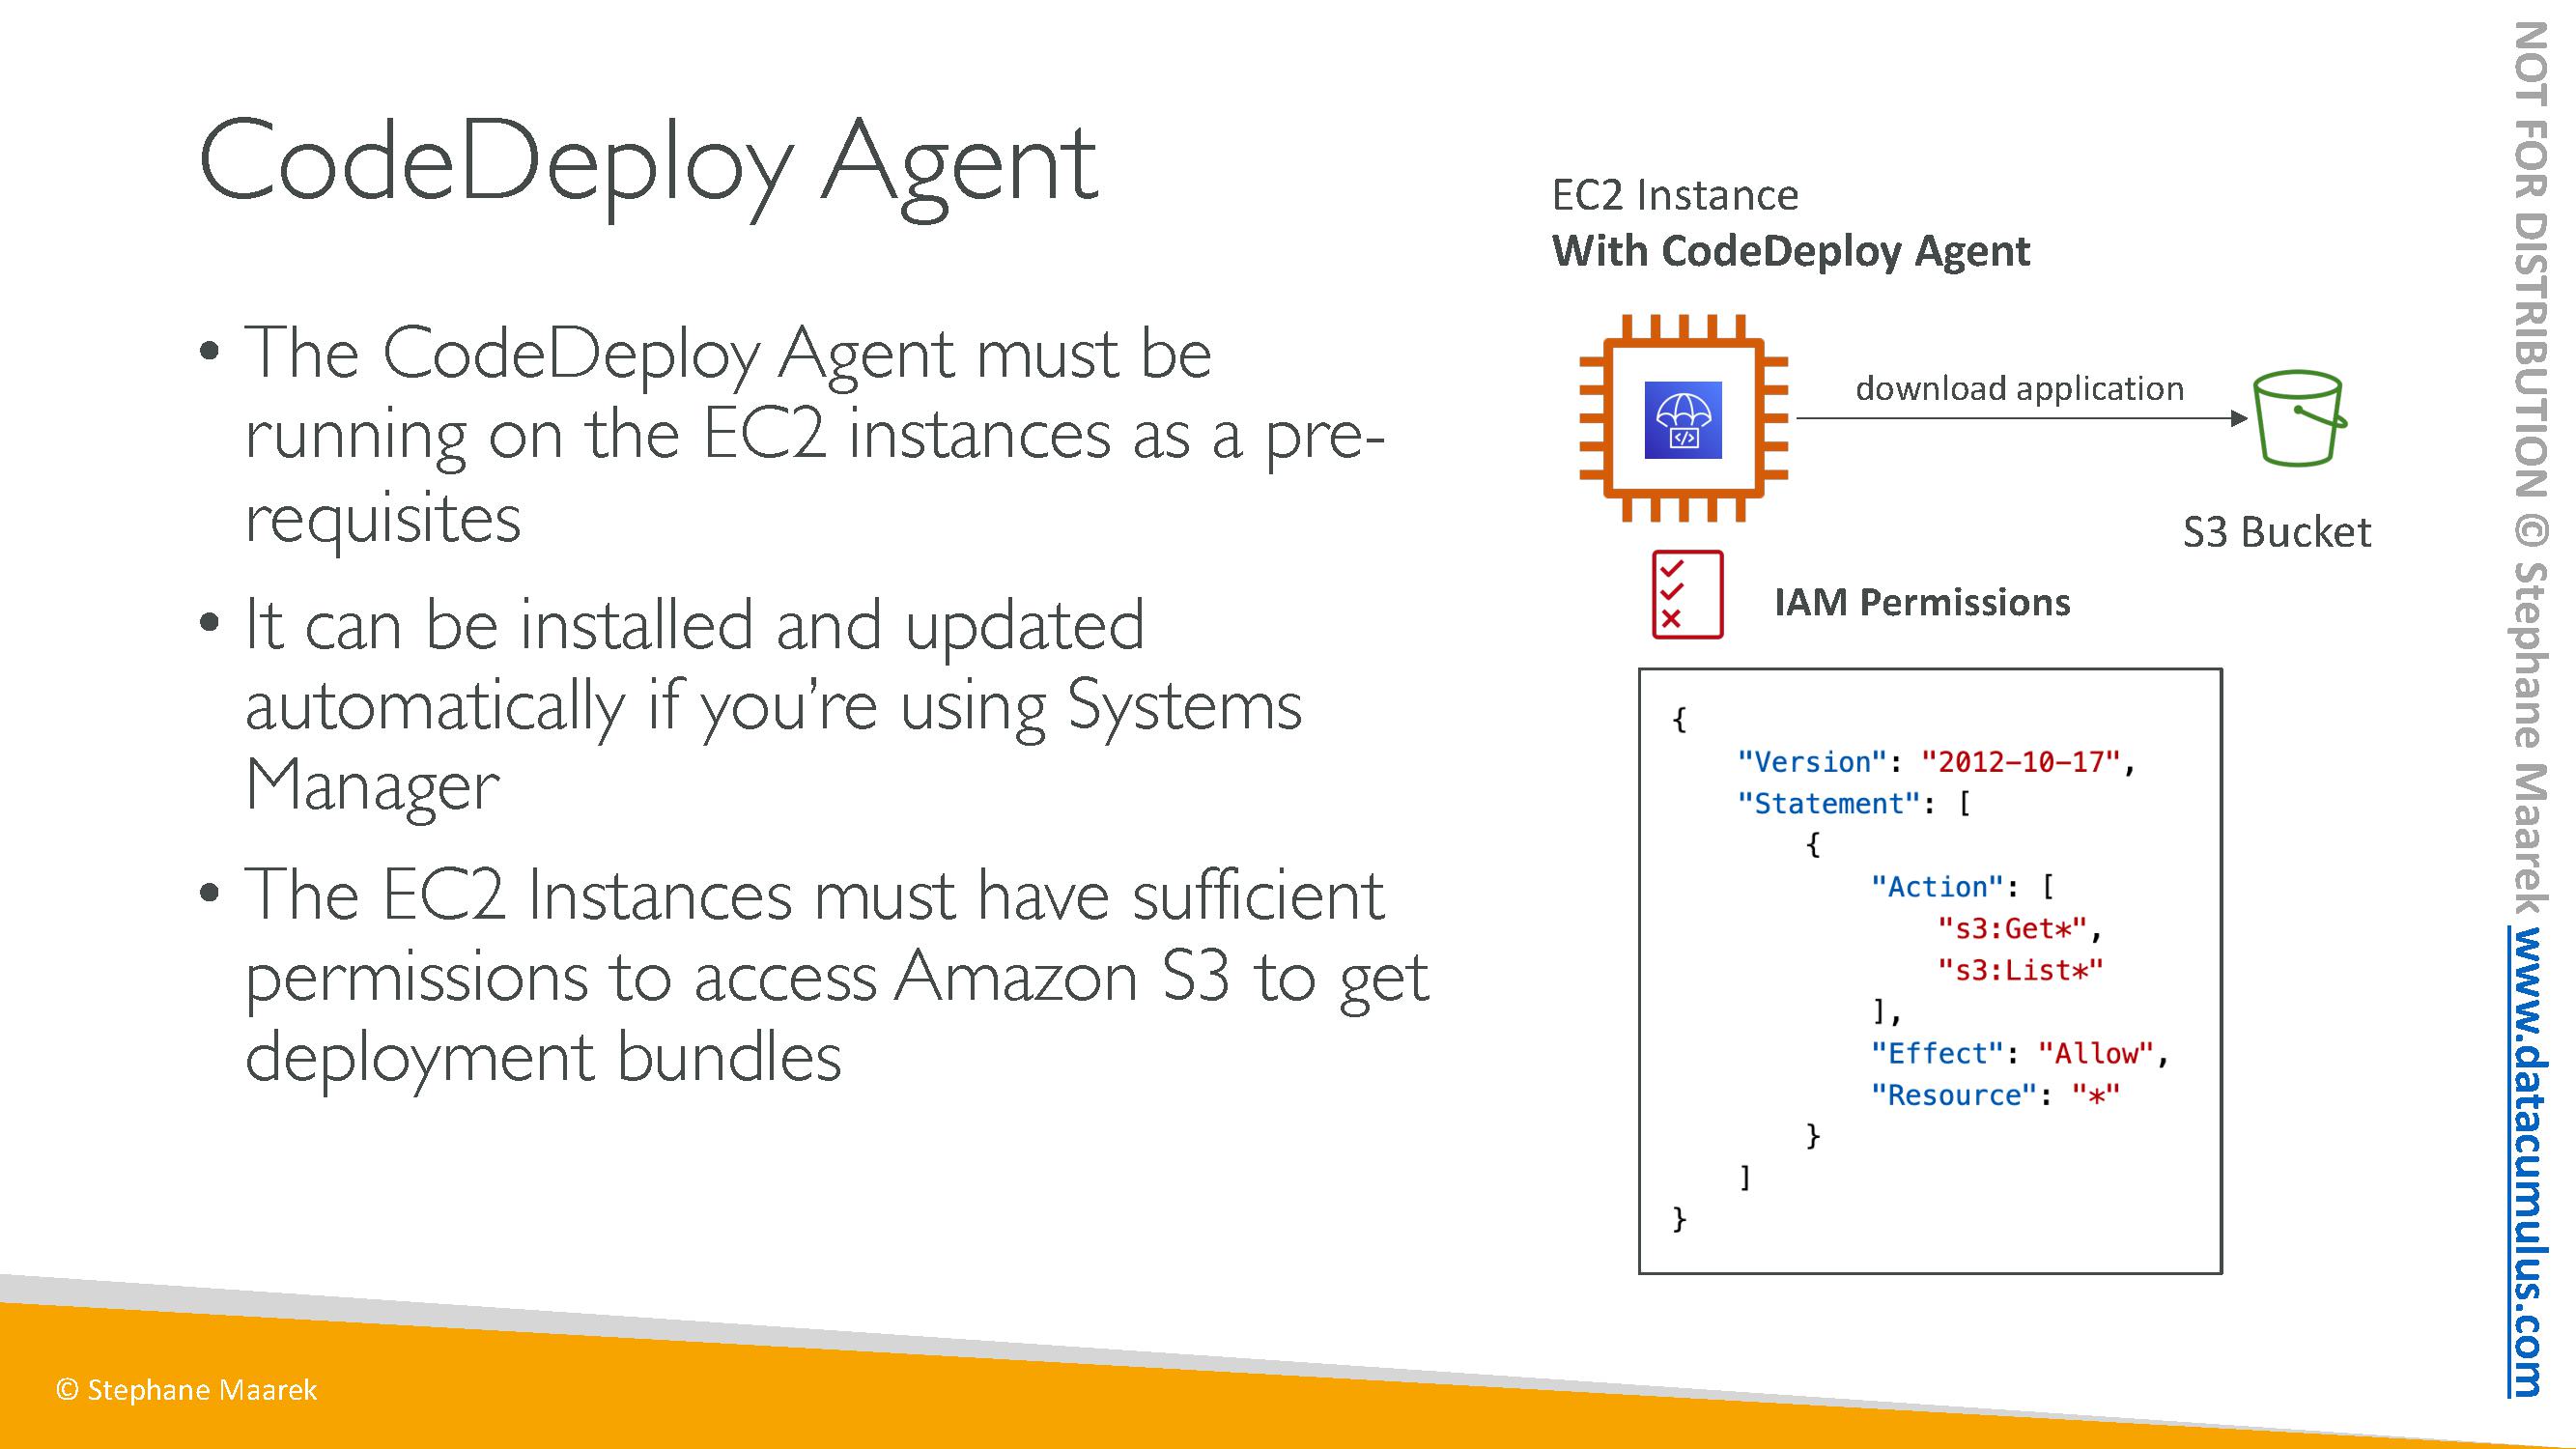 CodeDeploy Agent
• The CodeDeploy Agent must be
running on the EC2 instances as a pre-
requisites
• It can be installed and updated
automatically if you’re using Systems
Manager
• The EC2 Instances must have sufficient
permissions to access Amazon S3 to get
deployment bundles
EC2 Instance
With CodeDeploy Agent
</>
download application
S3 Bucket
IAM Permissions
{
    "Version": "2012-10-17",
    "Statement": [
        {
            "Action": [
                "s3:Get*",
                "s3:List*"
            ],
            "Effect": "Allow",
            "Resource": "*"
        }
    ]
}
© Stephane Maarek
NOT FOR DISTRIBUTION © Stephane Maarek www.datacumulus.com